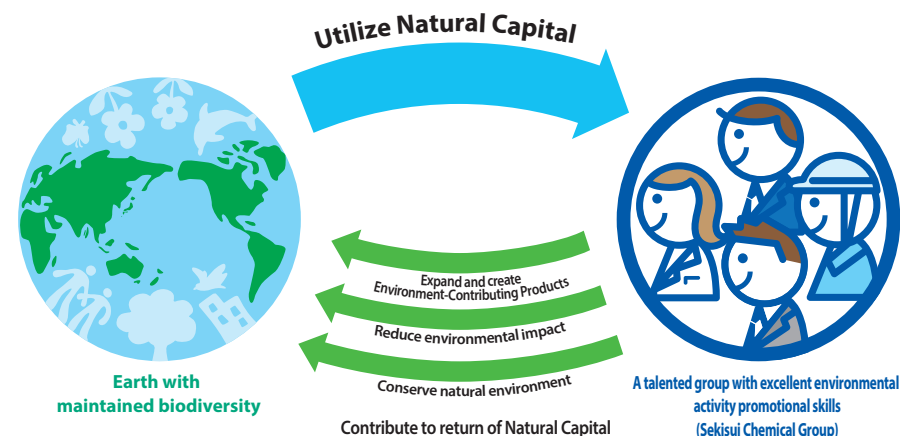 Utilize Natural Capital
Expand and create
Environment-Contributing Products
Reduce environmental impact
Conserve natural environment
Contribute to return of Natural Capital
Earth with
maintained biodiversity
A talented group with excellent environmental
activity promotional skills
(Sekisui Chemical Group)